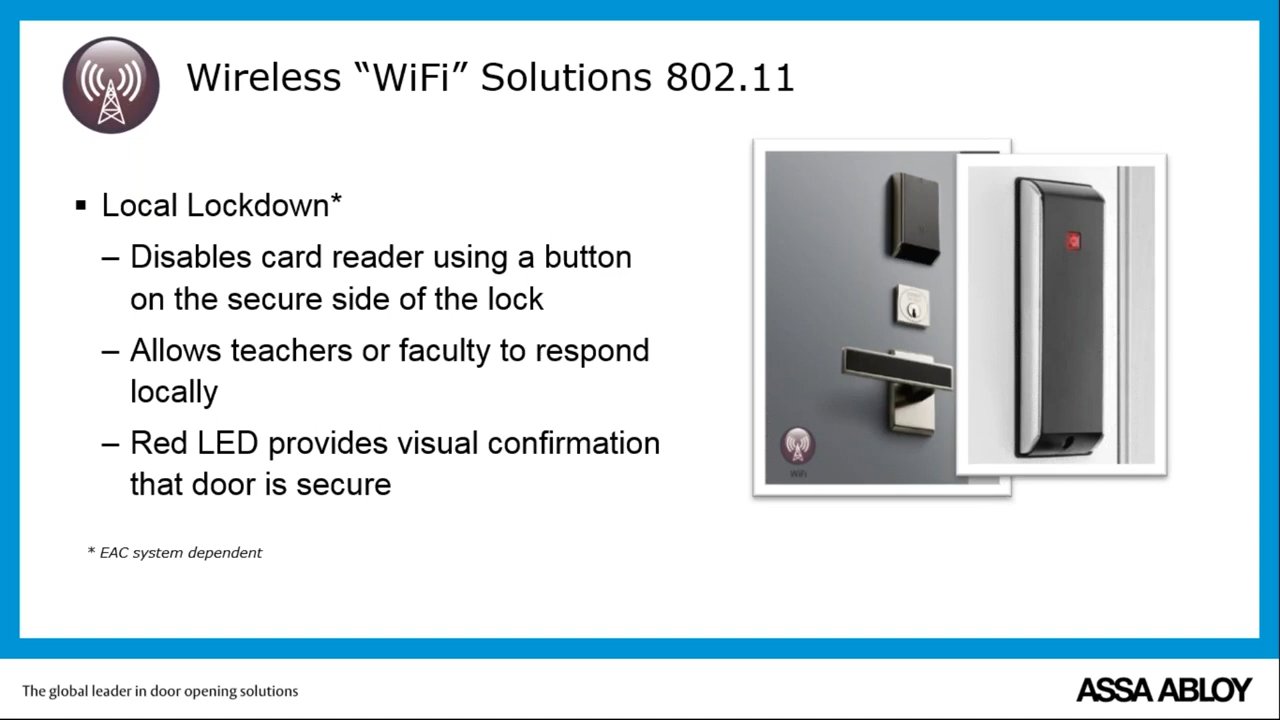 Wireless “WiFi” Solutions 802.11
▪ Local Lockdown*
– Disables card reader using a button
on the secure side of the lock
– Allows teachers or faculty to respond
locally
– Red LED provides visual confirmation
that door is secure
* EAC system dependent
WiFi
The global leader in door opening solutions
ASSA ABLOY